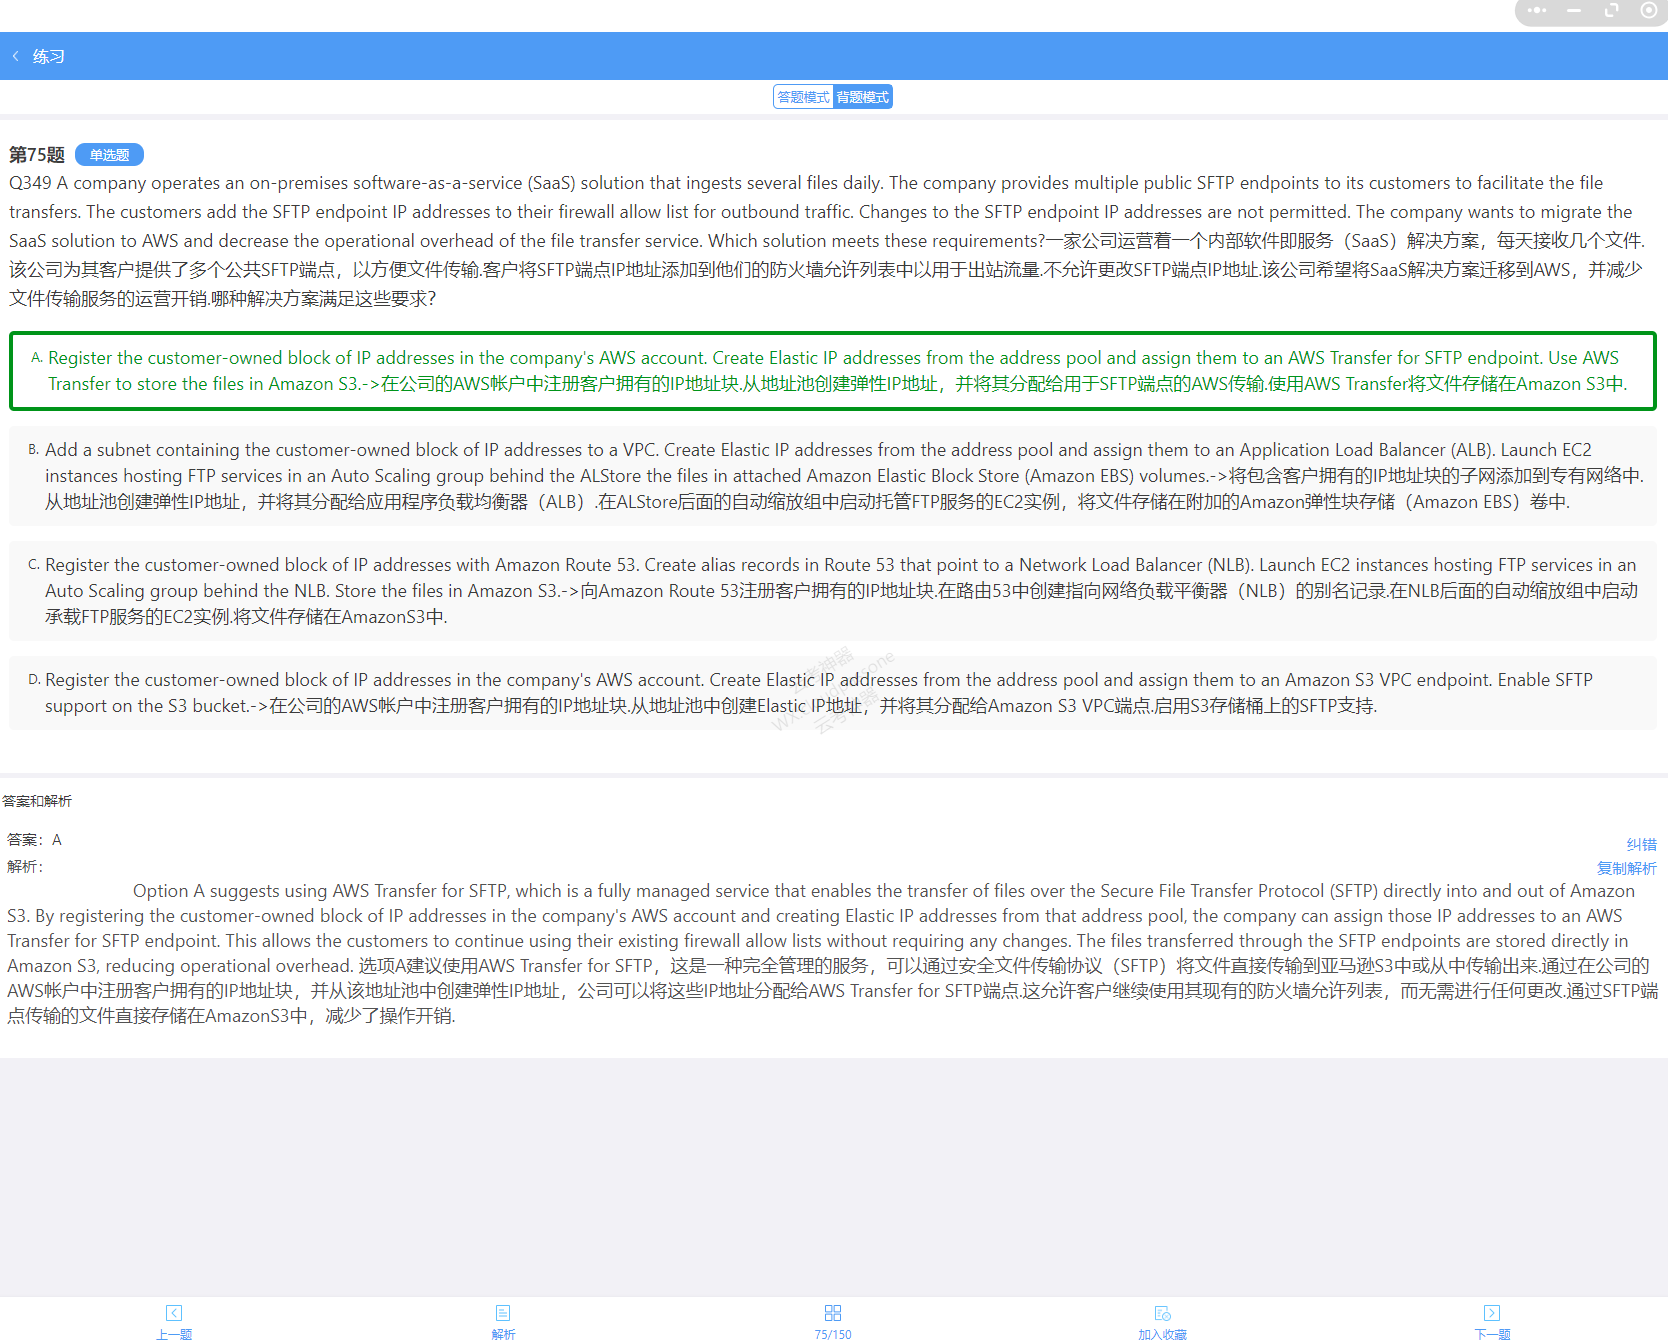 练习
答题模式 背题模式
第75题 单选题
Q349 A company operates an on-premises software-as-a-service (SaaS) solution that ingests several files daily. The company provides multiple public SFTP endpoints to its customers to facilitate the file
transfers. The customers add the SFTP endpoint IP addresses to their firewall allow list for outbound traffic. Changes to the SFTP endpoint IP addresses are not permitted. The company wants to migrate the
SaaS solution to AWS and decrease the operational overhead of the file transfer service. Which solution meets these requirements?一家公司运营着一个内部软件即服务（SaaS）解决方案，每天接收几个文件.
该公司为其客户提供了多个公共SFTP端点，以方便文件传输.客户将SFTP端点IP地址添加到他们的防火墙允许列表中以用于出站流量.不允许更改SFTP端点IP地址.该公司希望将SaaS解决方案迁移到AWS，并减少
文件传输服务的运营开销.哪种解决方案满足这些要求？
A. Register the customer-owned block of IP addresses in the company's AWS account. Create Elastic IP addresses from the address pool and assign them to an AWS Transfer for SFTP endpoint. Use AWS
Transfer to store the files in Amazon S3.->在公司的AWS帐户中注册客户拥有的IP地址块.从地址池创建弹性IP地址，并将其分配给用于SFTP端点的AWS传输.使用AWS Transfer将文件存储在Amazon S3中.
B. Add a subnet containing the customer-owned block of IP addresses to a VPC. Create Elastic IP addresses from the address pool and assign them to an Application Load Balancer (ALB). Launch EC2
instances hosting FTP services in an Auto Scaling group behind the ALStore the files in attached Amazon Elastic Block Store (Amazon EBS) volumes.->将包含客户拥有的IP地址块的子网添加到专有网络中.
从地址池创建弹性IP地址，并将其分配给应用程序负载均衡器（ALB）.在ALStore后面的自动缩放组中启动托管FTP服务的EC2实例，将文件存储在附加的Amazon弹性块存储（Amazon EBS）卷中.
C. Register the customer-owned block of IP addresses with Amazon Route 53. Create alias records in Route 53 that point to a Network Load Balancer (NLB). Launch EC2 instances hosting FTP services in an
Auto Scaling group behind the NLB. Store the files in Amazon S3.->向Amazon Route 53注册客户拥有的IP地址块.在路由53中创建指向网络负载平衡器（NLB）的别名记录.在NLB后面的自动缩放组中启动
承载FTP服务的EC2实例.将文件存储在AmazonS3中.
D. Register the customer-owned block of IP addresses in the company's AWS account. Create Elastic IP addresses from the address pool and assign them to an Amazon S3 VPC endpoint. Enable SFTP
support on the S3 bucket.->在公司的AWS帐户中注册客户拥有的IP地址块.从地址池中创建Elastic IP地址，并将其分配给Amazon S3 VPC端点.启用S3存储桶上的SFTP支持.
答案和解析
答案：A
纠错
解析：
复制解析
Option A suggests using AWS Transfer for SFTP, which is a fully managed service that enables the transfer of files over the Secure File Transfer Protocol (SFTP) directly into and out of Amazon
S3. By registering the customer-owned block of IP addresses in the company's AWS account and creating Elastic IP addresses from that address pool, the company can assign those IP addresses to an AWS
Transfer for SFTP endpoint. This allows the customers to continue using their existing firewall allow lists without requiring any changes. The files transferred through the SFTP endpoints are stored directly in
Amazon S3, reducing operational overhead. 选项A建议使用AWS Transfer for SFTP，这是一种完全管理的服务，可以通过安全文件传输协议（SFTP）将文件直接传输到亚马逊S3中或从中传输出来.通过在公司的
AWS帐户中注册客户拥有的IP地址块，并从该地址池中创建弹性IP地址，公司可以将这些IP地址分配给AWS Transfer for SFTP端点.这允许客户继续使用其现有的防火墙允许列表，而无需进行任何更改.通过SFTP端
点传输的文件直接存储在AmazonS3中，减少了操作开销.
上一题 解析 75/150 加入收藏 下一题